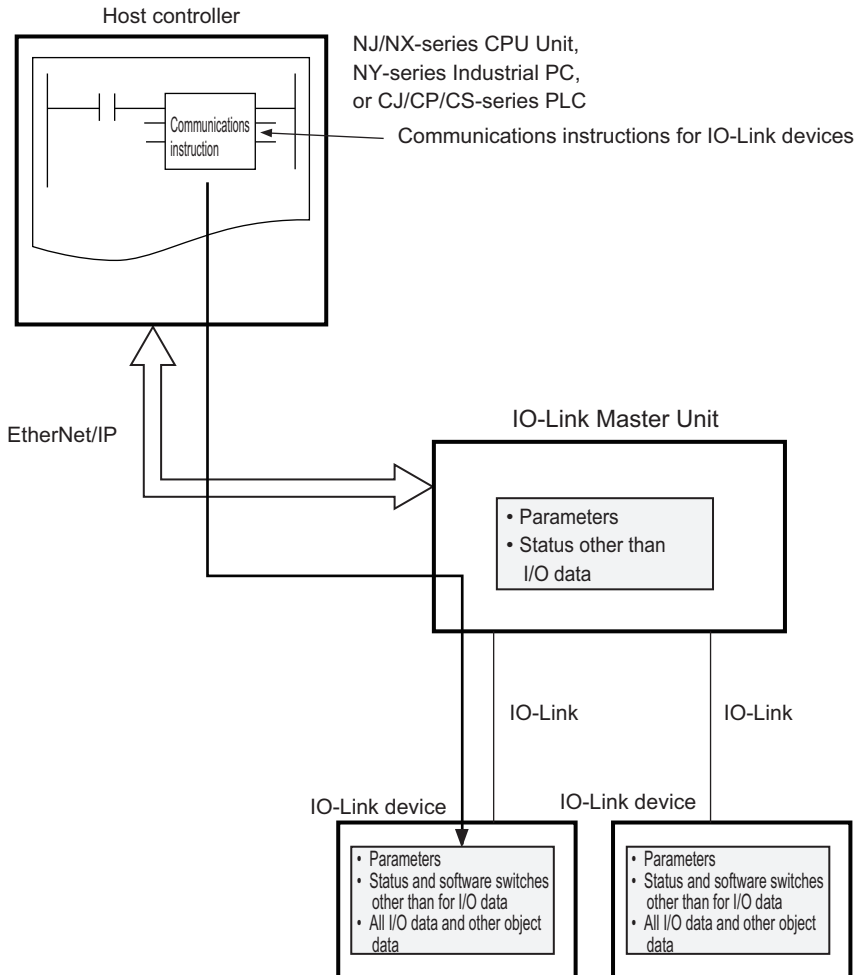 Host controller
NJ/NX-series CPU Unit,
NY-series Industrial PC,
or CJ/CP/CS-series PLC
Communications
instruction
Communications instructions for IO-Link devices
EtherNet/IP
IO-Link Master Unit
• Parameters
• Status other than
I/O data
IO-Link
IO-Link
IO-Link device
• Parameters
• Status and software switches
other than for I/O data
• All I/O data and other object
data
IO-Link device
• Parameters
• Status and software switches
other than for I/O data
• All I/O data and other object
data